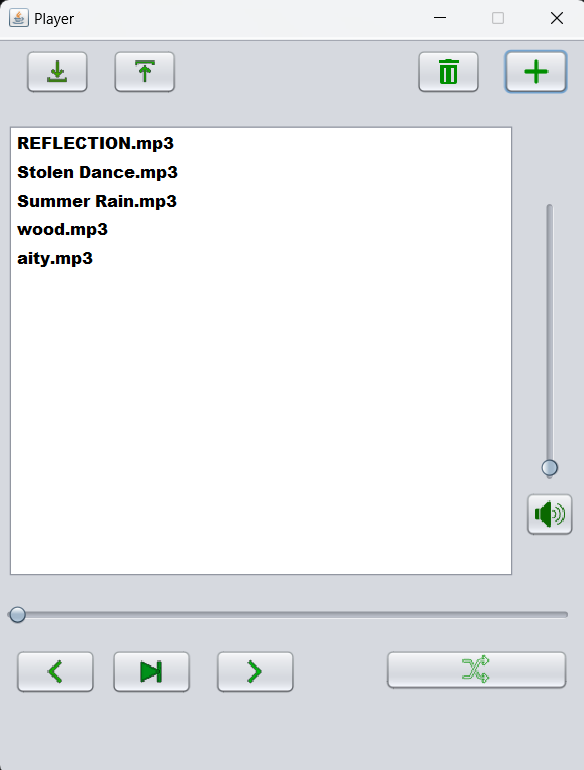 Player
REFLECTION.mp3
Stolen Dance.mp3
Summer Rain.mp3
wood.mp3
aity.mp3